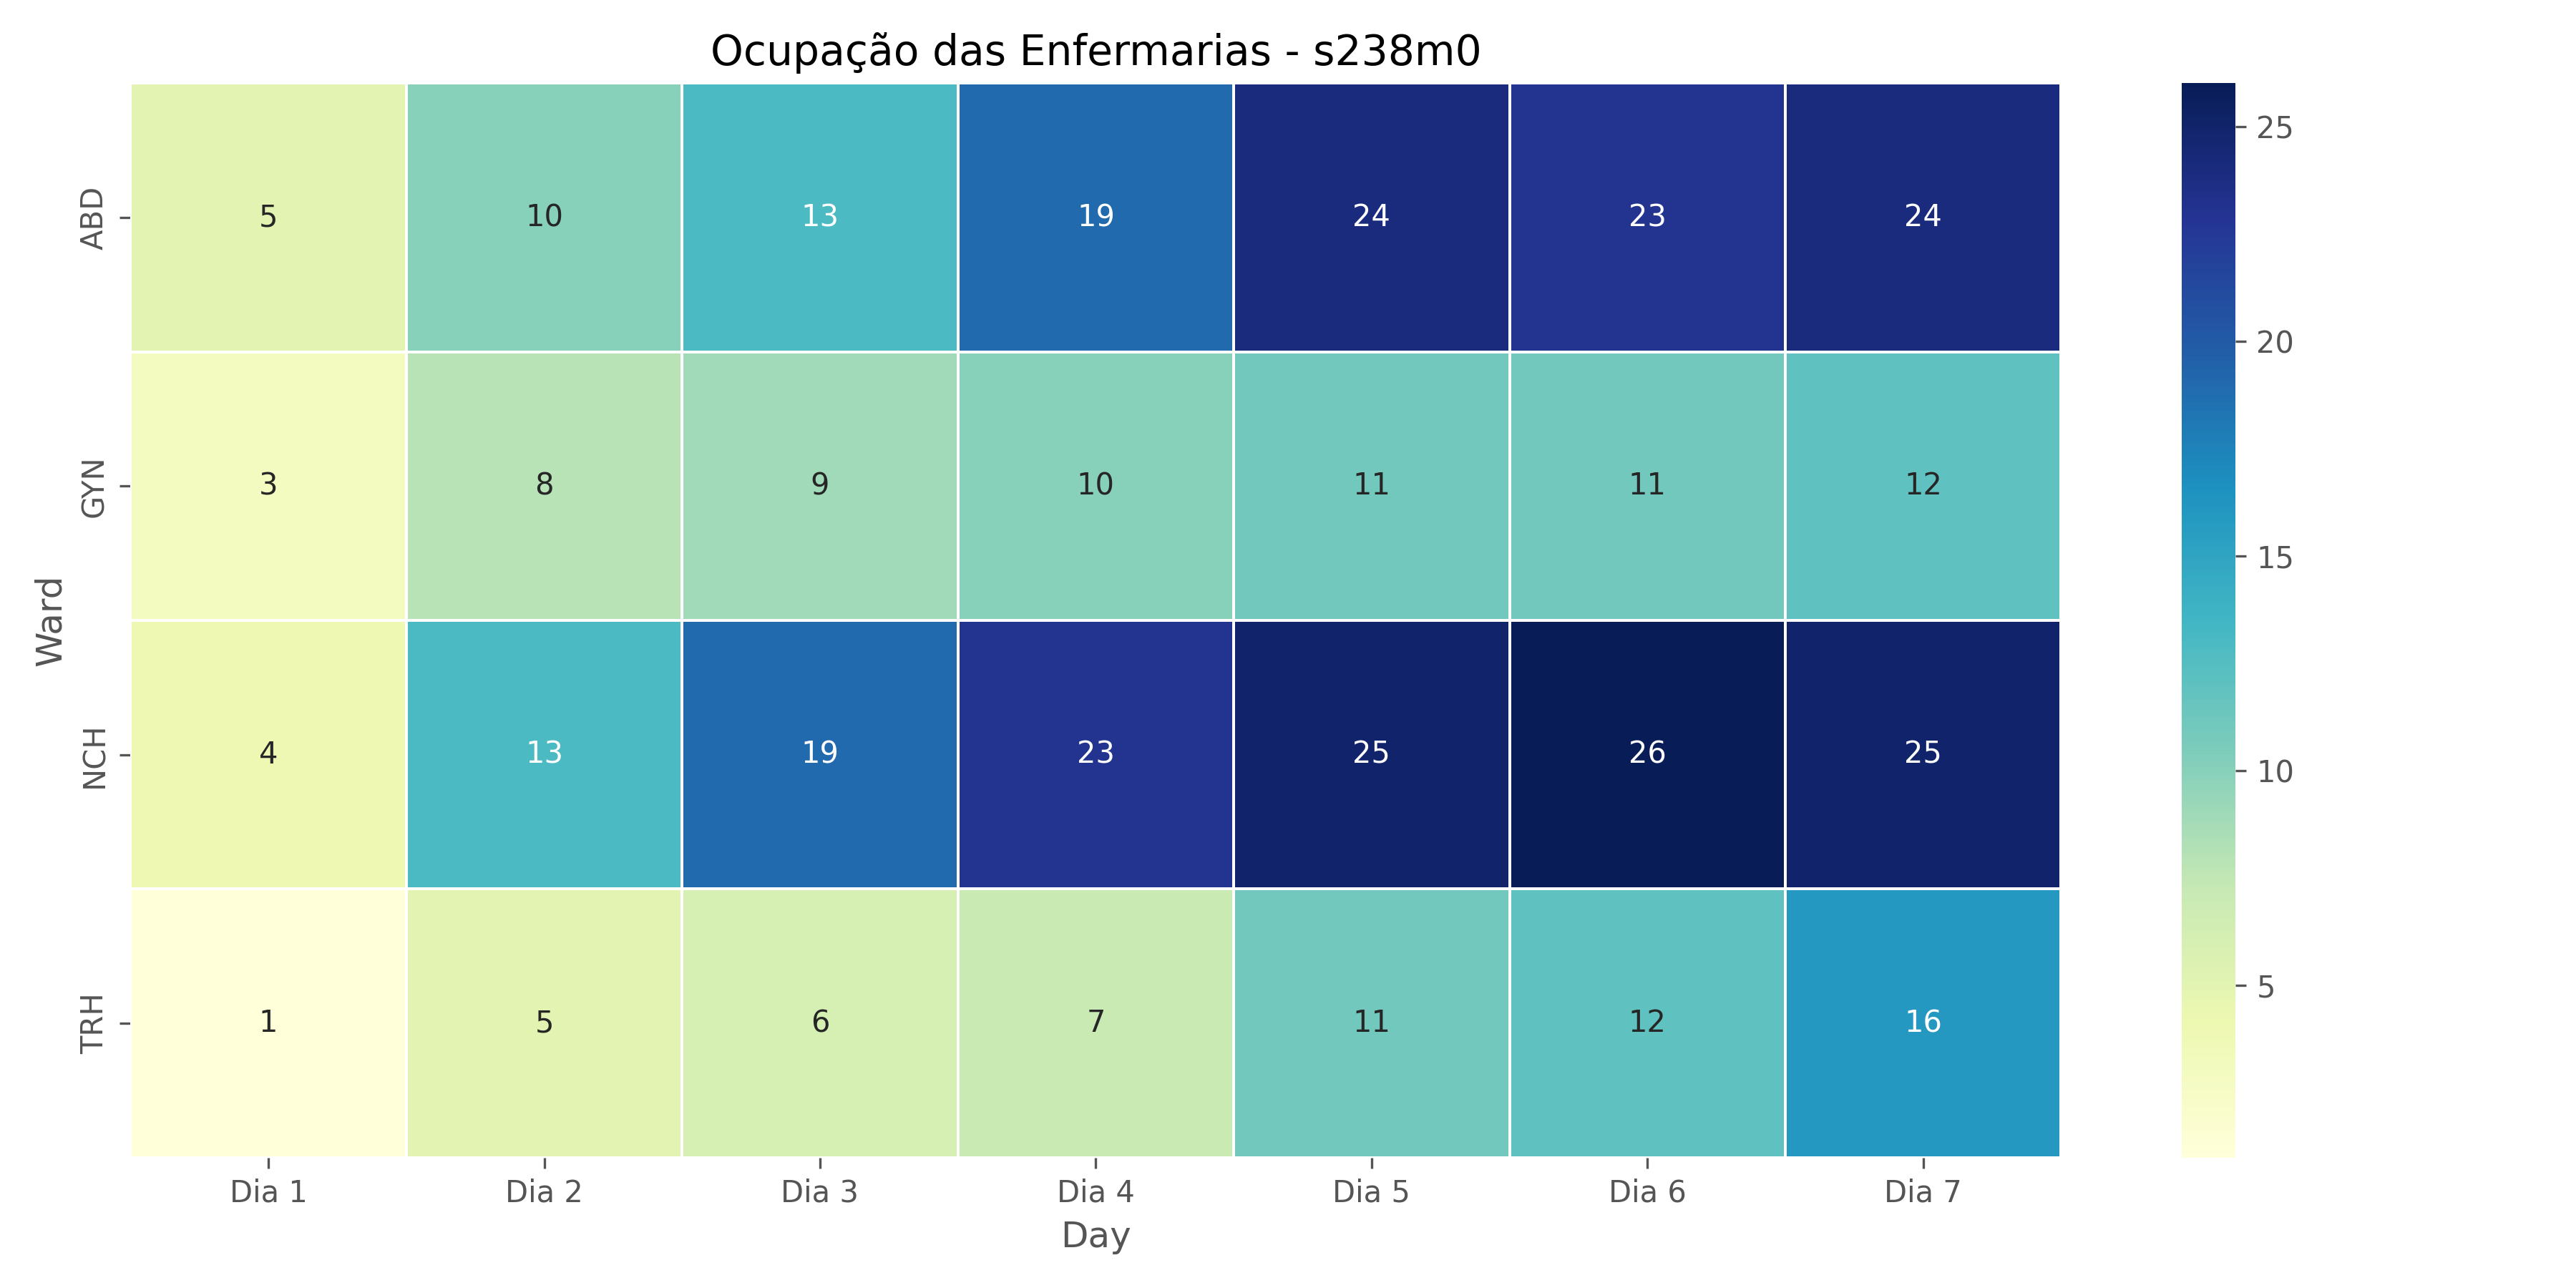 Ocupação das Enfermarias - s238m0
ABD 5 10 13 19 24 23 24
GYN 3 8 9 10 11 11 12
NCH 4 13 19 23 25 26 25
TRH 1 5 6 7 11 12 16
Dia 1 Dia 2 Dia 3 Dia 4 Dia 5 Dia 6 Dia 7
Day
Ward
25
20
15
10
5